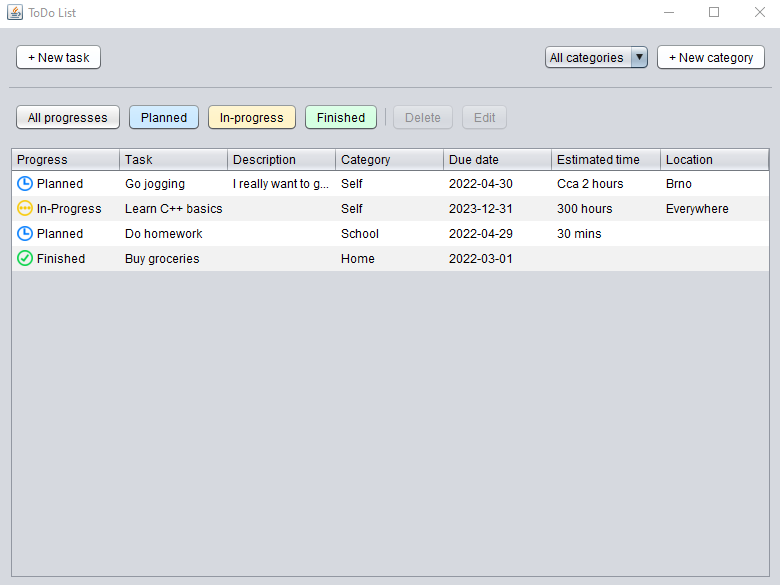 ToDo List
+ New task All categories + New category
All progresses Planned In-progress Finished Delete Edit
Progress Task Description Category Due date Estimated time Location
Planned Go jogging I really want to g... Self 2022-04-30 Cca 2 hours Brno
In-Progress Learn C++ basics Self 2023-12-31 300 hours Everywhere
Planned Do homework School 2022-04-29 30 mins
Finished Buy groceries Home 2022-03-01